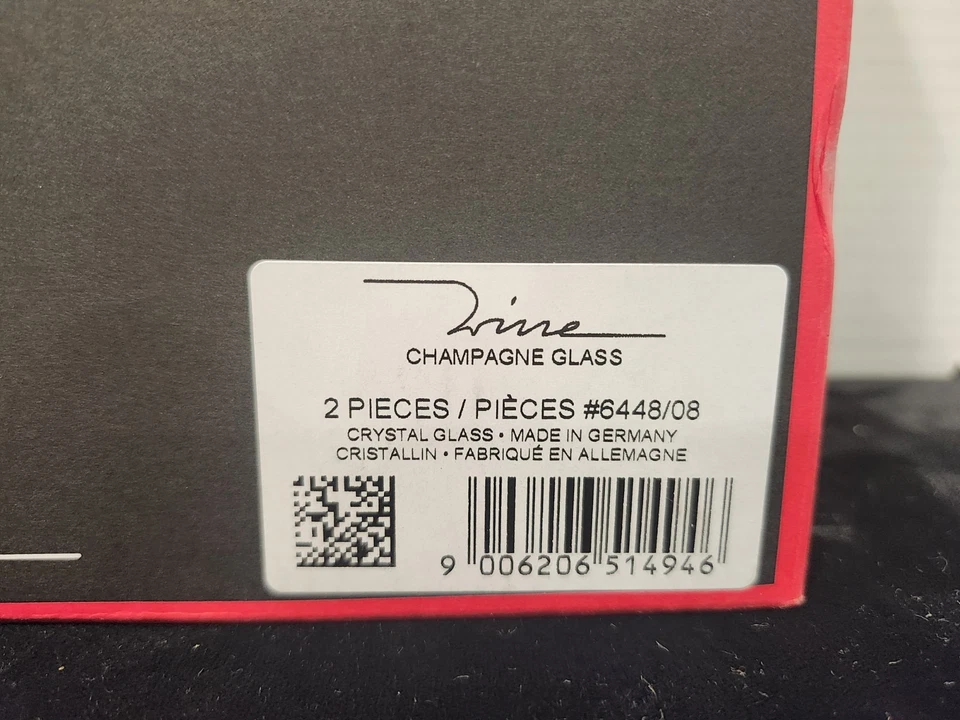 Wine
CHAMPAGNE GLASS
2 PIECES / PIÈCES #6448/08
CRYSTAL GLASS • MADE IN GERMANY
CRISTALLIN • FABRIQUÉ EN ALLEMAGNE
9 006206 514946